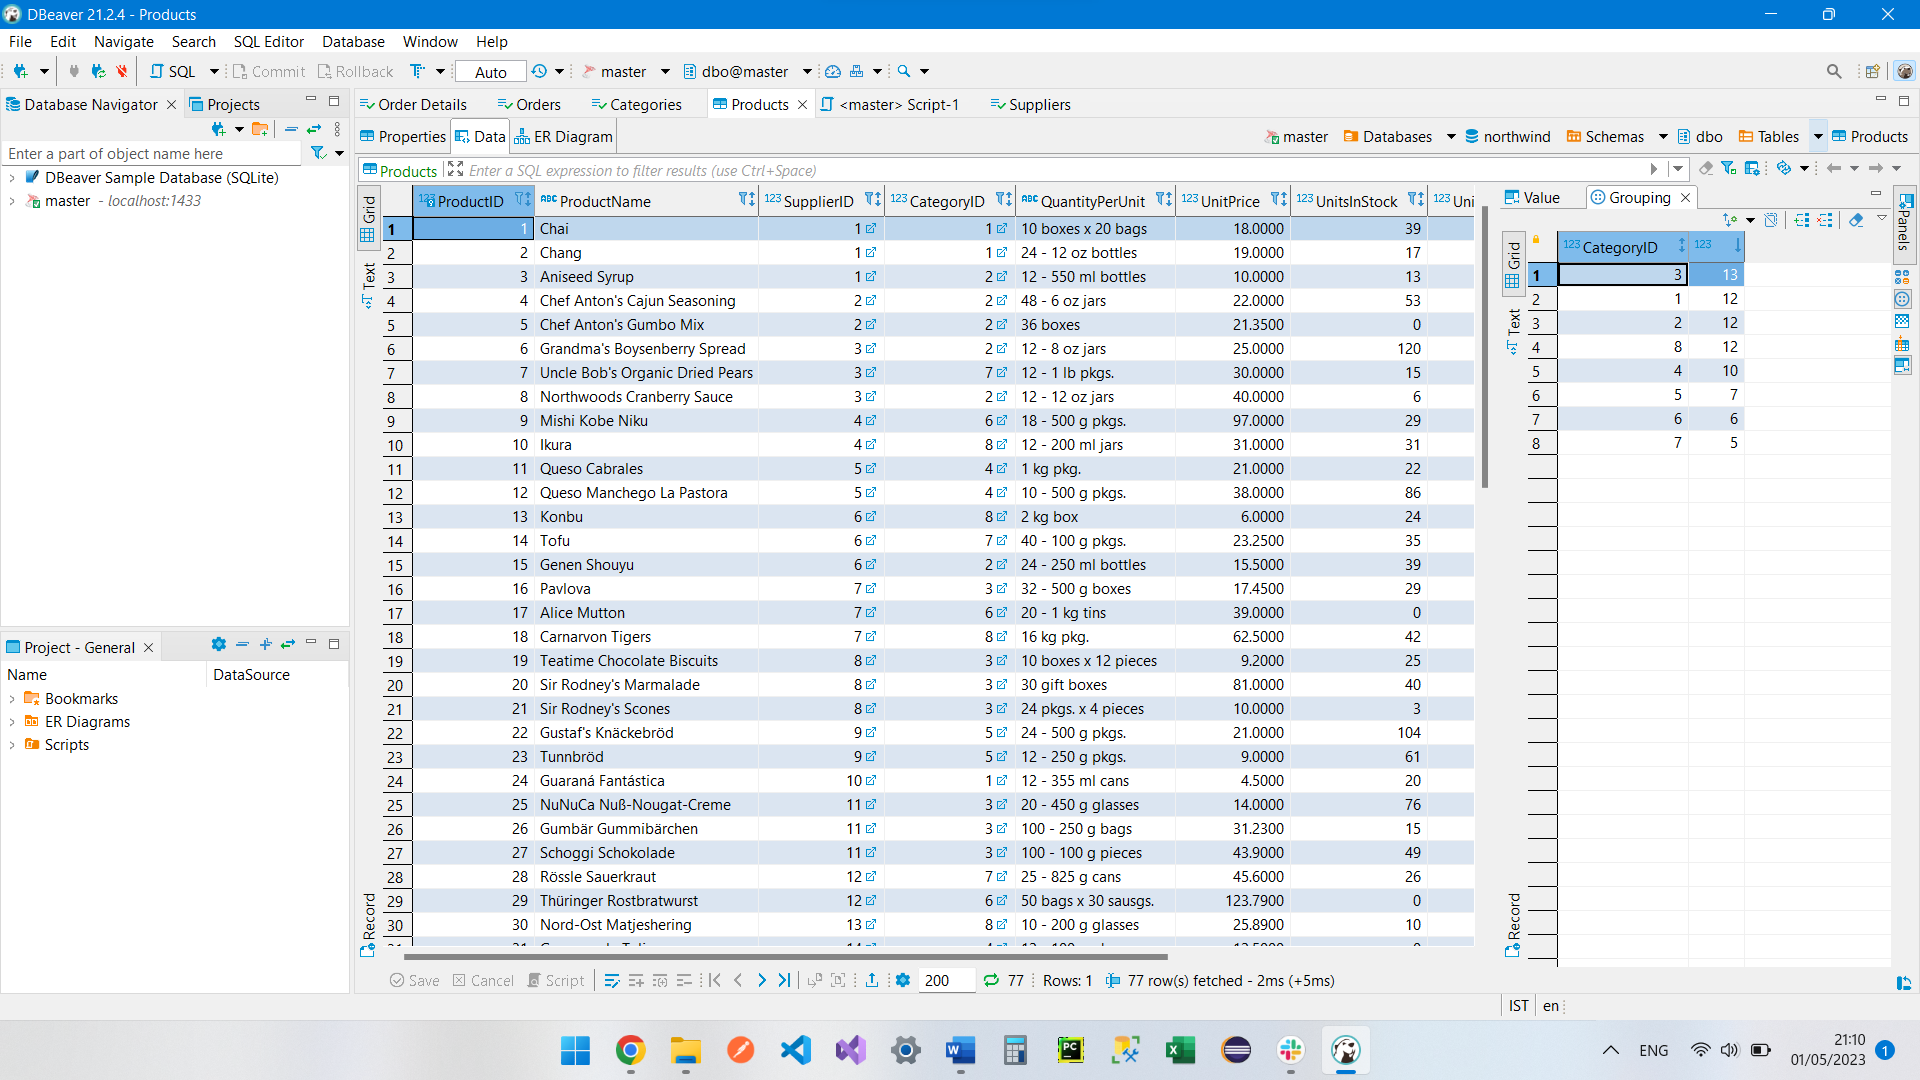 DBeaver 21.2.4 - Products
File Edit Navigate Search SQL Editor Database Window Help
SQL Commit Rollback Auto master dbo@master
Database Navigator Projects
Order Details Orders Categories Products <master> Script-1 Suppliers
Properties Data ER Diagram master Databases northwind Schemas dbo Tables Products
Enter a part of object name here
DBeaver Sample Database (SQLite)
master - localhost:1433
Products Enter a SQL expression to filter results (use Ctrl+Space)
Grid
Text
Record
123 ProductID ABC ProductName 123 SupplierID 123 CategoryID ABC QuantityPerUnit 123 UnitPrice 123 UnitsInStock 123 Uni
1 1 Chai 1 1 10 boxes x 20 bags 18.0000 39
2 2 Chang 1 1 24 - 12 oz bottles 19.0000 17
3 3 Aniseed Syrup 1 2 12 - 550 ml bottles 10.0000 13
4 4 Chef Anton's Cajun Seasoning 2 2 48 - 6 oz jars 22.0000 53
5 5 Chef Anton's Gumbo Mix 2 2 36 boxes 21.3500 0
6 6 Grandma's Boysenberry Spread 3 2 12 - 8 oz jars 25.0000 120
7 7 Uncle Bob's Organic Dried Pears 3 7 12 - 1 lb pkgs. 30.0000 15
8 8 Northwoods Cranberry Sauce 3 2 12 - 12 oz jars 40.0000 6
9 9 Mishi Kobe Niku 4 6 18 - 500 g pkgs. 97.0000 29
10 10 Ikura 4 8 12 - 200 ml jars 31.0000 31
11 11 Queso Cabrales 5 4 1 kg pkg. 21.0000 22
12 12 Queso Manchego La Pastora 5 4 10 - 500 g pkgs. 38.0000 86
13 13 Konbu 6 8 2 kg box 6.0000 24
14 14 Tofu 6 7 40 - 100 g pkgs. 23.2500 35
15 15 Genen Shouyu 6 2 24 - 250 ml bottles 15.5000 39
16 16 Pavlova 7 3 32 - 500 g boxes 17.4500 29
17 17 Alice Mutton 7 6 20 - 1 kg tins 39.0000 0
18 18 Carnarvon Tigers 7 8 16 kg pkg. 62.5000 42
19 19 Teatime Chocolate Biscuits 8 3 10 boxes x 12 pieces 9.2000 25
20 20 Sir Rodney's Marmalade 8 3 30 gift boxes 81.0000 40
21 21 Sir Rodney's Scones 8 3 24 pkgs. x 4 pieces 10.0000 3
22 22 Gustaf's Knäckebröd 9 5 24 - 500 g pkgs. 21.0000 104
23 23 Tunnbröd 9 5 12 - 250 g pkgs. 9.0000 61
24 24 Guaraná Fantástica 10 1 12 - 355 ml cans 4.5000 20
25 25 NuNuCa Nuß-Nougat-Creme 11 3 20 - 450 g glasses 14.0000 76
26 26 Gumbär Gummibärchen 11 3 100 - 250 g bags 31.2300 15
27 27 Schoggi Schokolade 11 3 100 - 100 g pieces 43.9000 49
28 28 Rössle Sauerkraut 12 7 25 - 825 g cans 45.6000 26
29 29 Thüringer Rostbratwurst 12 6 50 bags x 30 sausgs. 123.7900 0
30 30 Nord-Ost Matjeshering 13 8 10 - 200 g glasses 25.8900 10
Value Grouping
Panels
Grid
Text
Record
123 CategoryID 123
1 3 13
2 1 12
3 2 12
4 8 12
5 4 10
6 5 7
7 6 6
8 7 5
Project - General
Name DataSource
Bookmarks
ER Diagrams
Scripts
Save Cancel Script 200 77 Rows: 1 77 row(s) fetched - 2ms (+5ms)
IST en
W PC X
ENG 21:10
01/05/2023 1